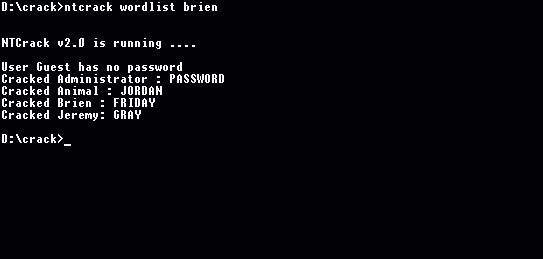 D:\crack>ntcrack wordlist brien
NTCrack v2.0 is running ....
User Guest has no password
Cracked Administrator : PASSWORD
Cracked Animal : JORDAN
Cracked Brien : FRIDAY
Cracked Jeremy: GRAY
D:\crack>_